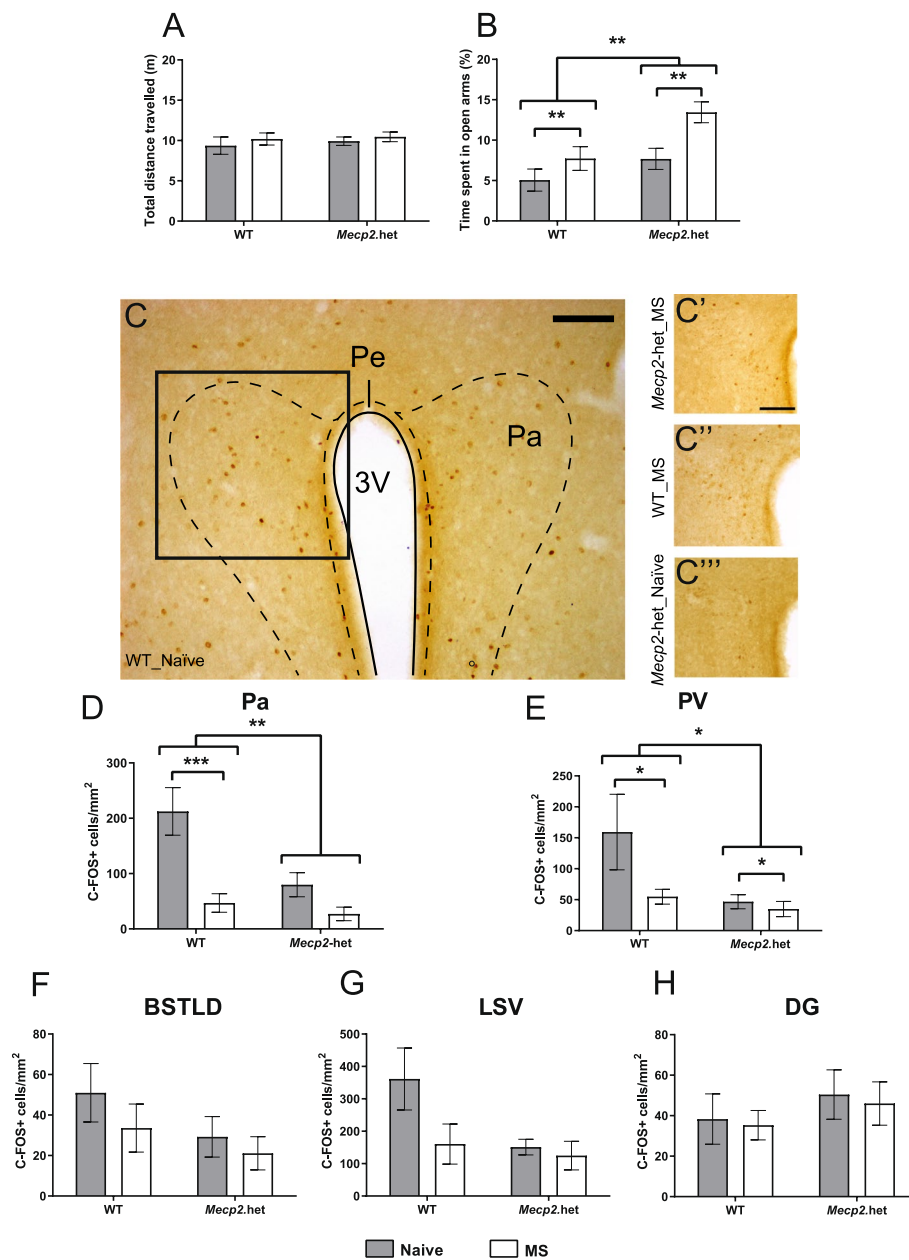 A
Total distance travelled (m)
20
15
10
5
0
WT
Mecp2.het
B
Time spent in open arms (%)
20
15
10
5
0
**
**
**
WT
Mecp2.het
C
Pe
Pa
3V
WT_Naïve
C'
Mecp2-het_MS
C''
WT_MS
C'''
Mecp2-het_Naïve
D
Pa
C-FOS+ cells/mm²
300
200
100
0
***
**
WT
Mecp2-het
E
PV
C-FOS+ cells/mm²
250
200
150
100
50
0
*
*
*
WT
Mecp2.het
F
BSTLD
C-FOS+ cells/mm²
80
60
40
20
0
WT
Mecp2.het
G
LSV
C-FOS+ cells/mm²
500
400
300
200
100
0
WT
Mecp2.het
H
DG
C-FOS+ cells/mm²
80
60
40
20
0
WT
Mecp2.het
Naive
MS